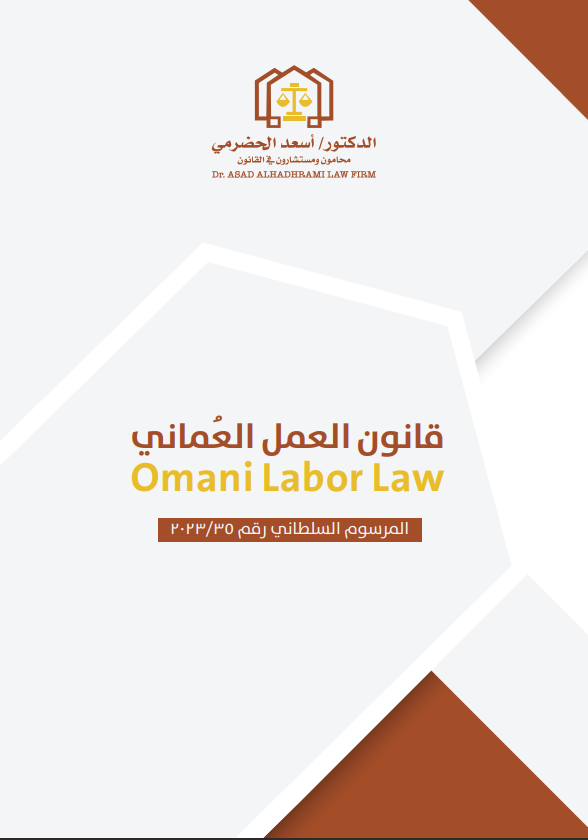 الدكتور/ أسعد الحضرمي
محامون ومستشارون في القانون
Dr. ASAD ALHADHRAMI LAW FIRM
قانون العمل العُماني
Omani Labor Law
المرسوم السلطاني رقم ٢٠٢٣/٣٥